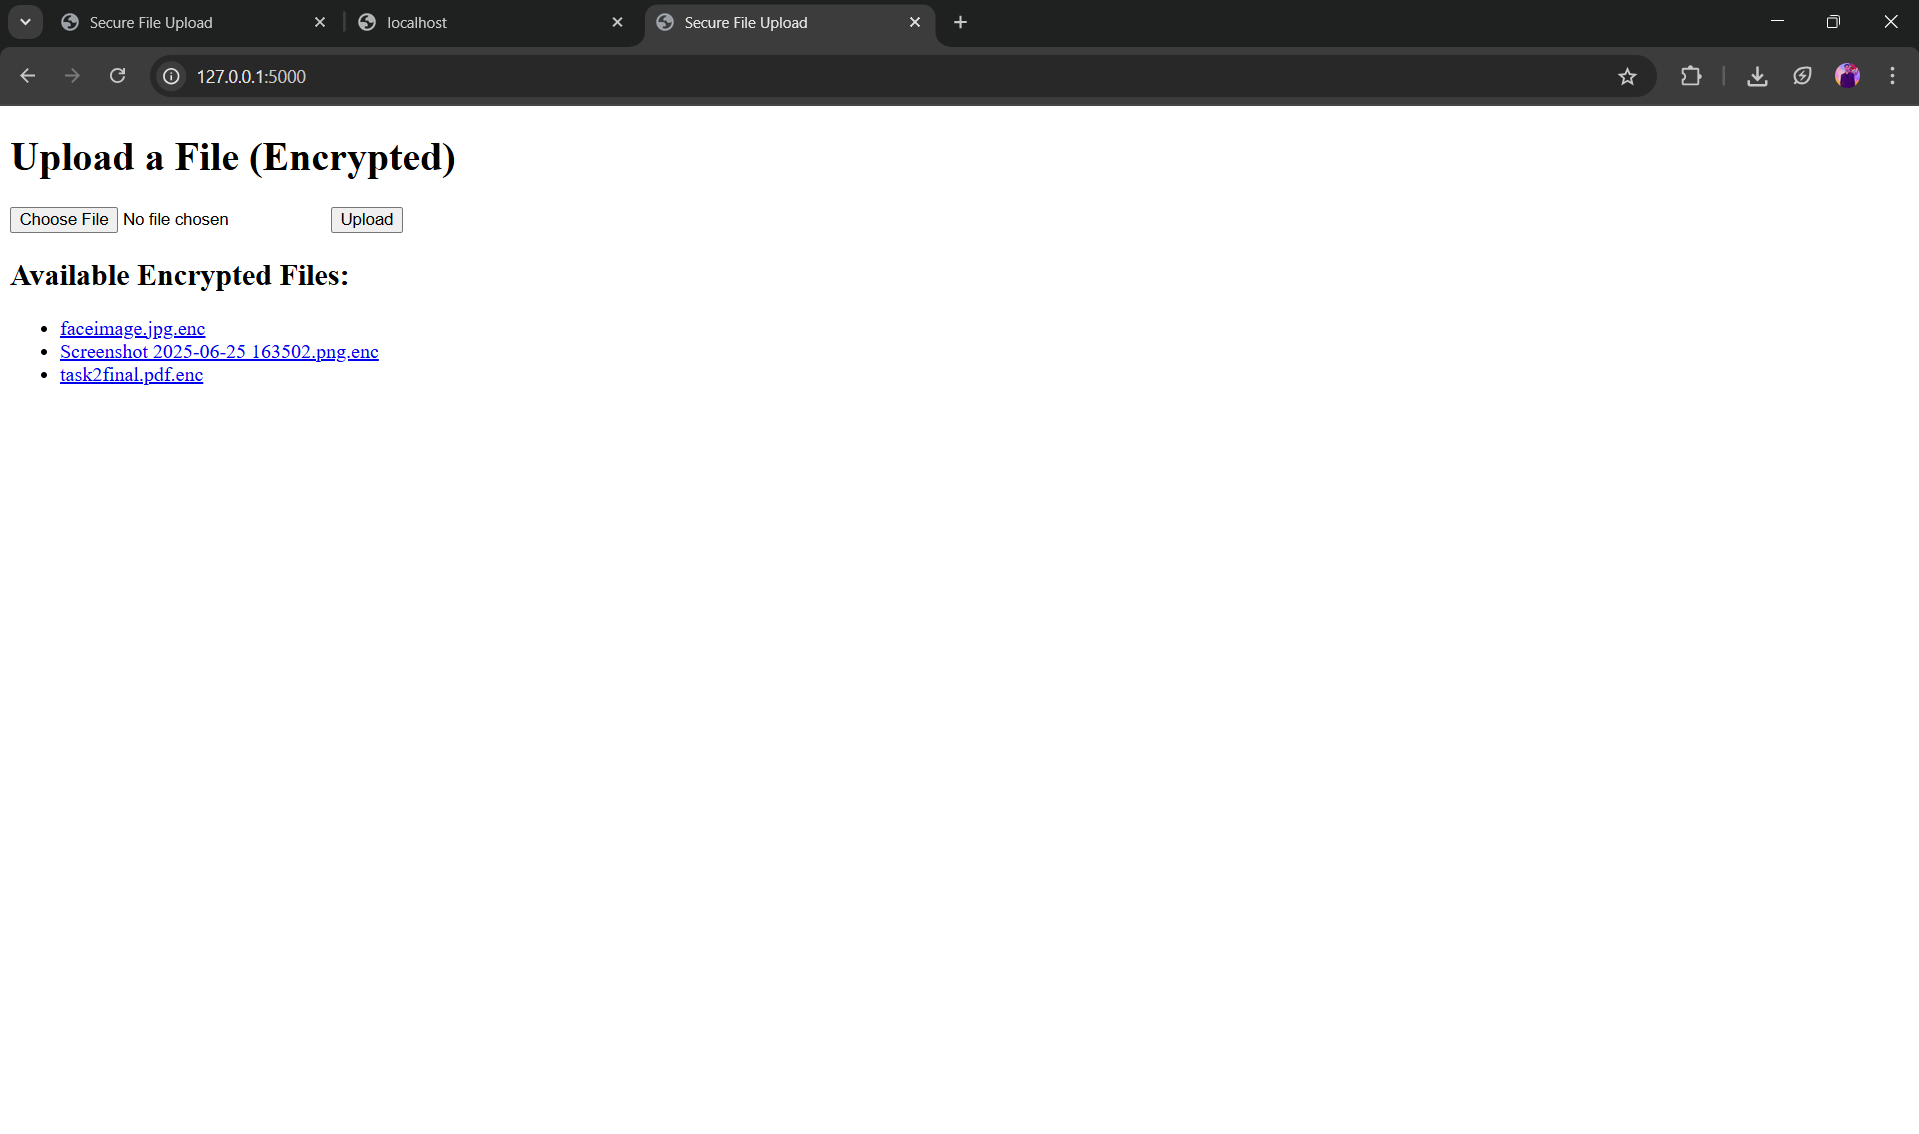 Secure File Upload
localhost
Secure File Upload
127.0.0.1:5000
Upload a File (Encrypted)
Choose File No file chosen Upload
Available Encrypted Files:
faceimage.jpg.enc
Screenshot 2025-06-25 163502.png.enc
task2final.pdf.enc